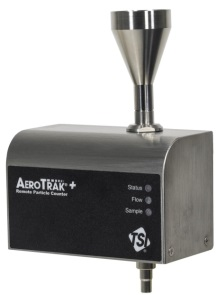 AEROTRAK®+
Remote Particle Counter
Status
Flow
Sample
TSI